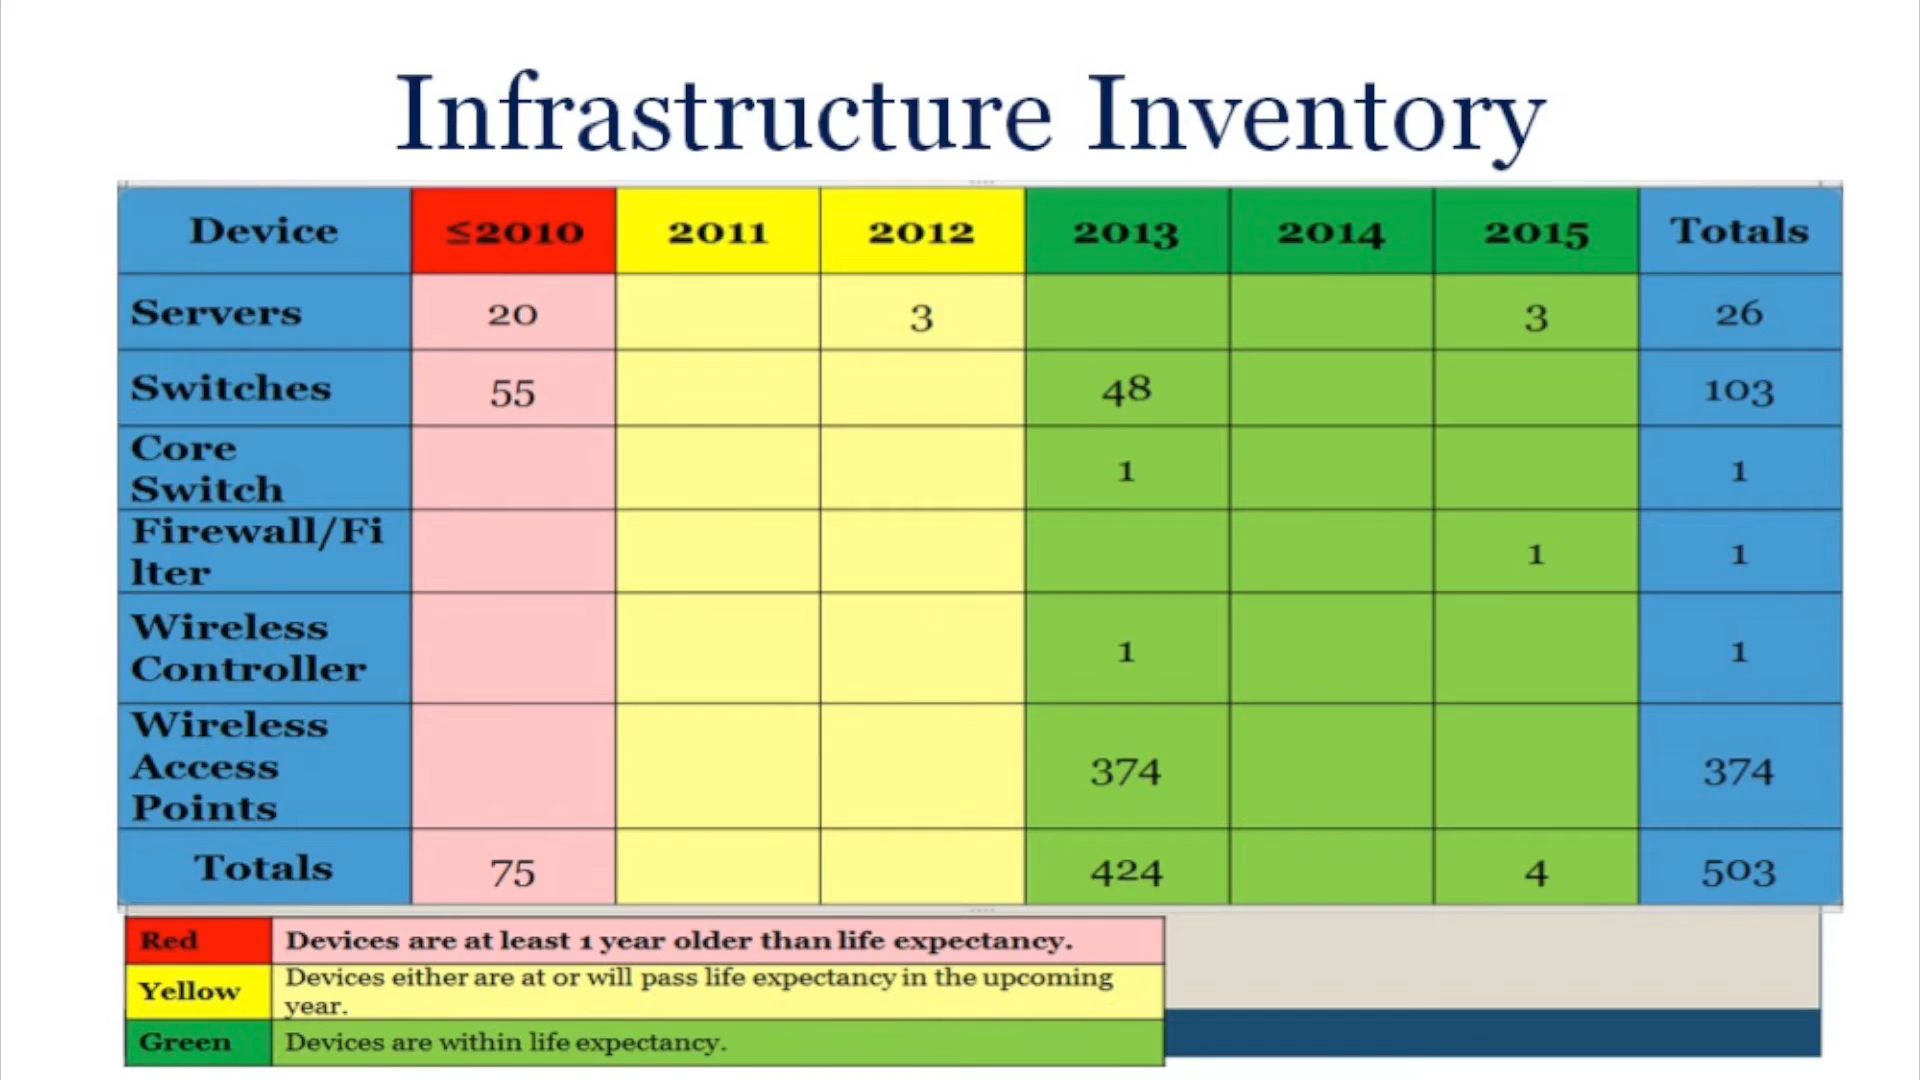 Infrastructure Inventory
Device ≤2010 2011 2012 2013 2014 2015 Totals
Servers 20 3 3 26
Switches 55 48 103
Core
Switch 1 1
Firewall/Fi
lter 1 1
Wireless
Controller 1 1
Wireless
Access
Points 374 374
Totals 75 424 4 503
Red Devices are at least 1 year older than life expectancy.
Yellow Devices either are at or will pass life expectancy in the upcoming
year.
Green Devices are within life expectancy.